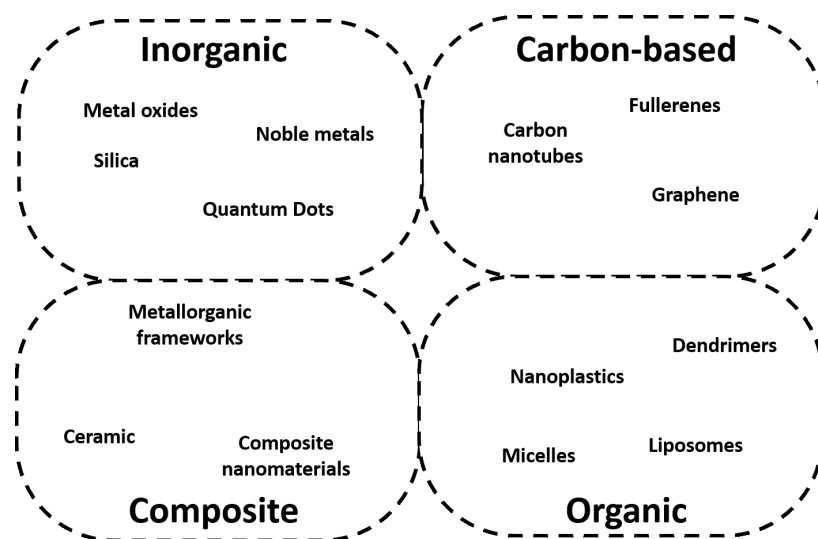 Inorganic
Metal oxides
Noble metals
Silica
Quantum Dots
Carbon-based
Fullerenes
Carbon
nanotubes
Graphene
Metallorganic
frameworks
Ceramic
Composite
nanomaterials
Composite
Dendrimers
Nanoplastics
Liposomes
Micelles
Organic